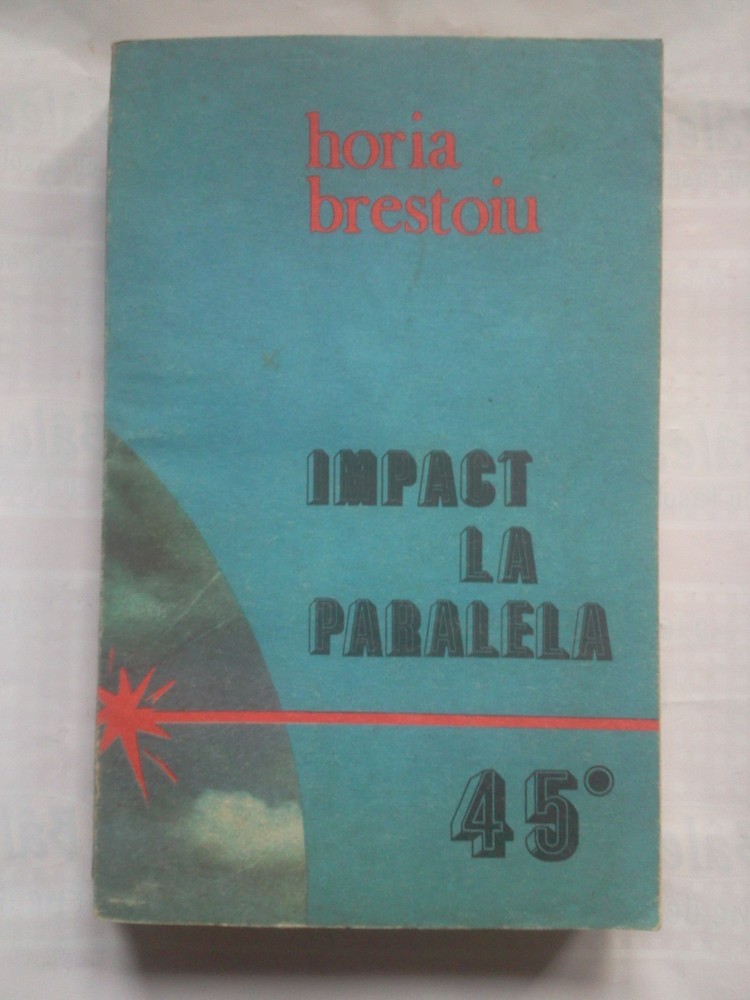 horia
brestoiu
IMPACT
LA
PARALELA
45°